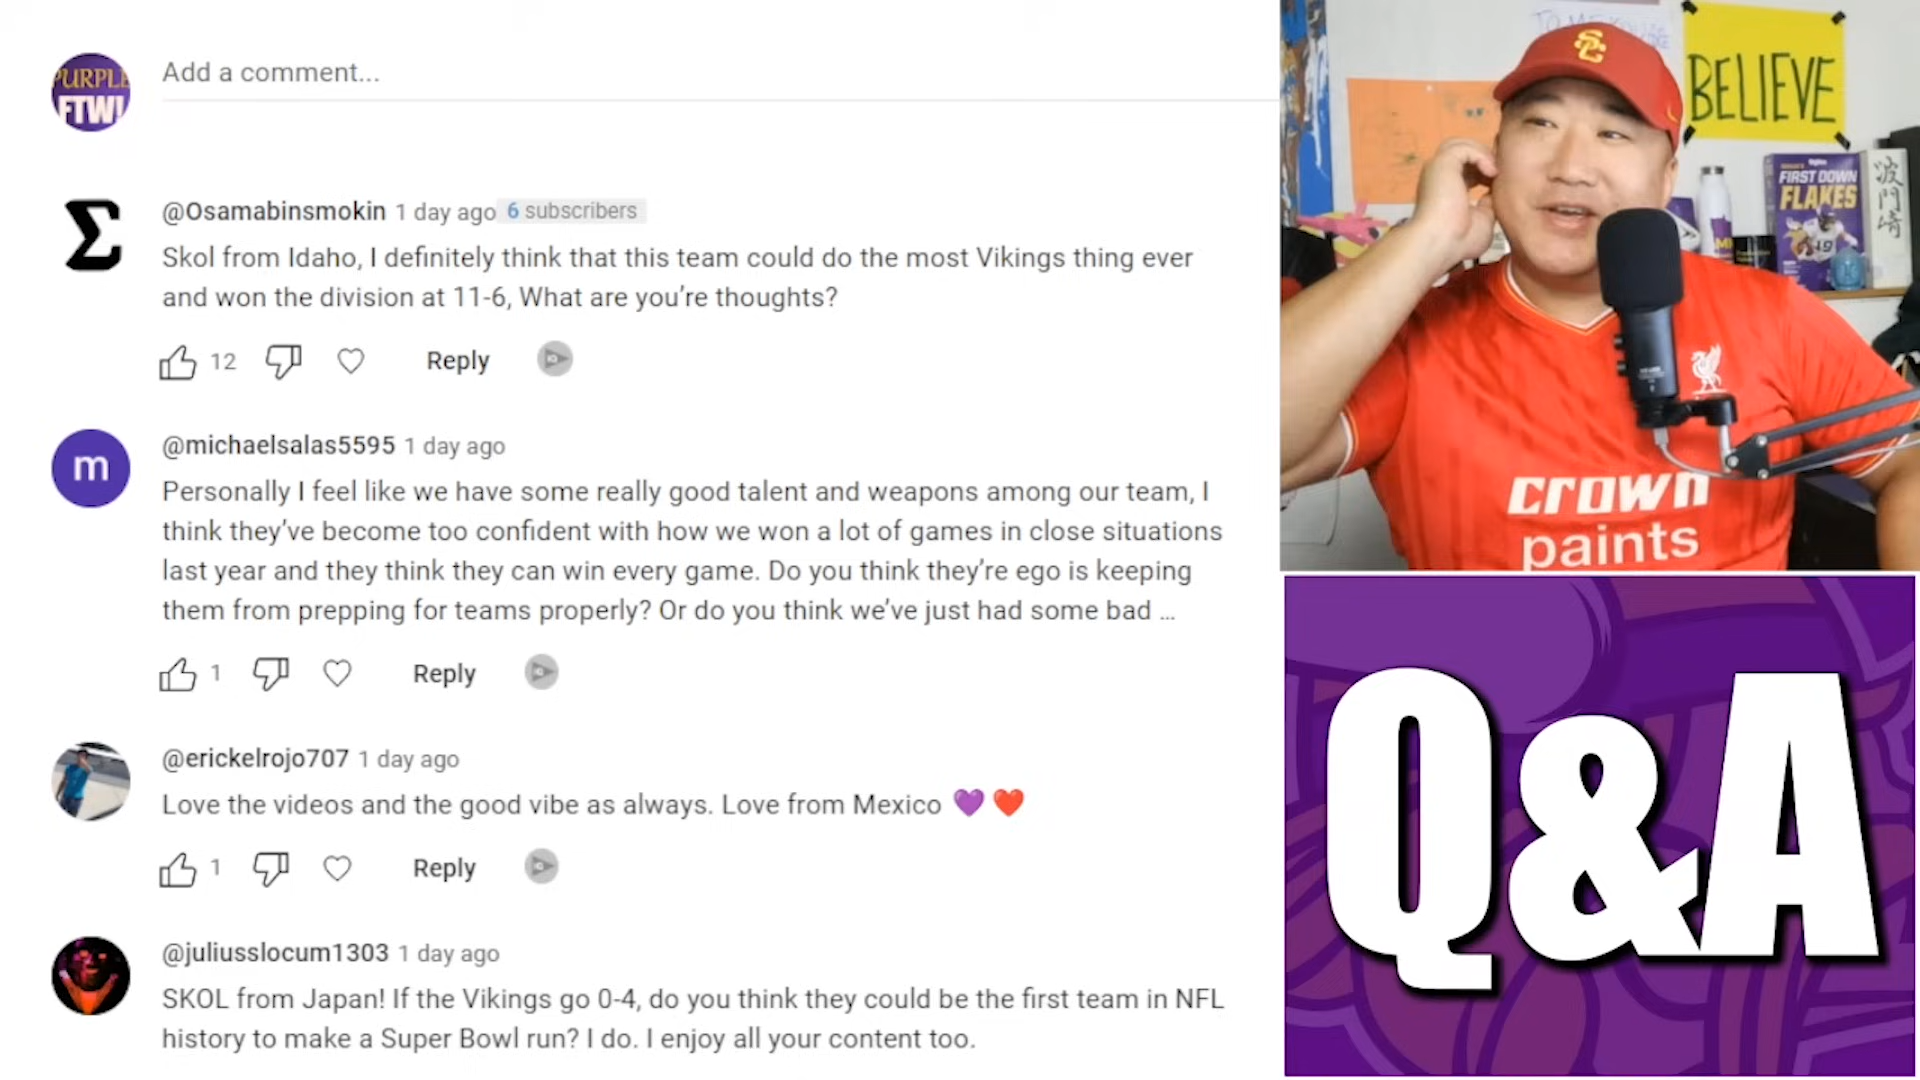 PURPLE
FTW!
Add a comment...
@Osamabinsmokin 1 day ago 6 subscribers
Skol from Idaho, I definitely think that this team could do the most Vikings thing ever
and won the division at 11-6, What are you’re thoughts?
12 Reply
m
@michaelsalas5595 1 day ago
Personally I feel like we have some really good talent and weapons among our team, I
think they’ve become too confident with how we won a lot of games in close situations
last year and they think they can win every game. Do you think they’re ego is keeping
them from prepping for teams properly? Or do you think we’ve just had some bad ...
1 Reply
@erickelrojo707 1 day ago
Love the videos and the good vibe as always. Love from Mexico 💜 ❤️
1 Reply
@juliusslocum1303 1 day ago
SKOL from Japan! If the Vikings go 0-4, do you think they could be the first team in NFL
history to make a Super Bowl run? I do. I enjoy all your content too.
SC
BELIEVE
FIRST DOWN
FLAKES
19
crown
paints
Q&A